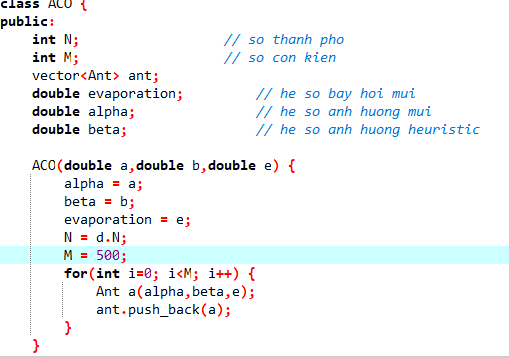 class ACO {
public:
    int N;                  // so thanh pho
    int M;                  // so con kien
    vector<Ant> ant;
    double evaporation;         // he so bay hoi mui
    double alpha;               // he so anh huong mui
    double beta;                // he so anh huong heuristic

    ACO(double a,double b,double e) {
        alpha = a;
        beta = b;
        evaporation = e;
        N = d.N;
        M = 500;
        for(int i=0; i<M; i++) {
            Ant a(alpha,beta,e);
            ant.push_back(a);
        }
    }